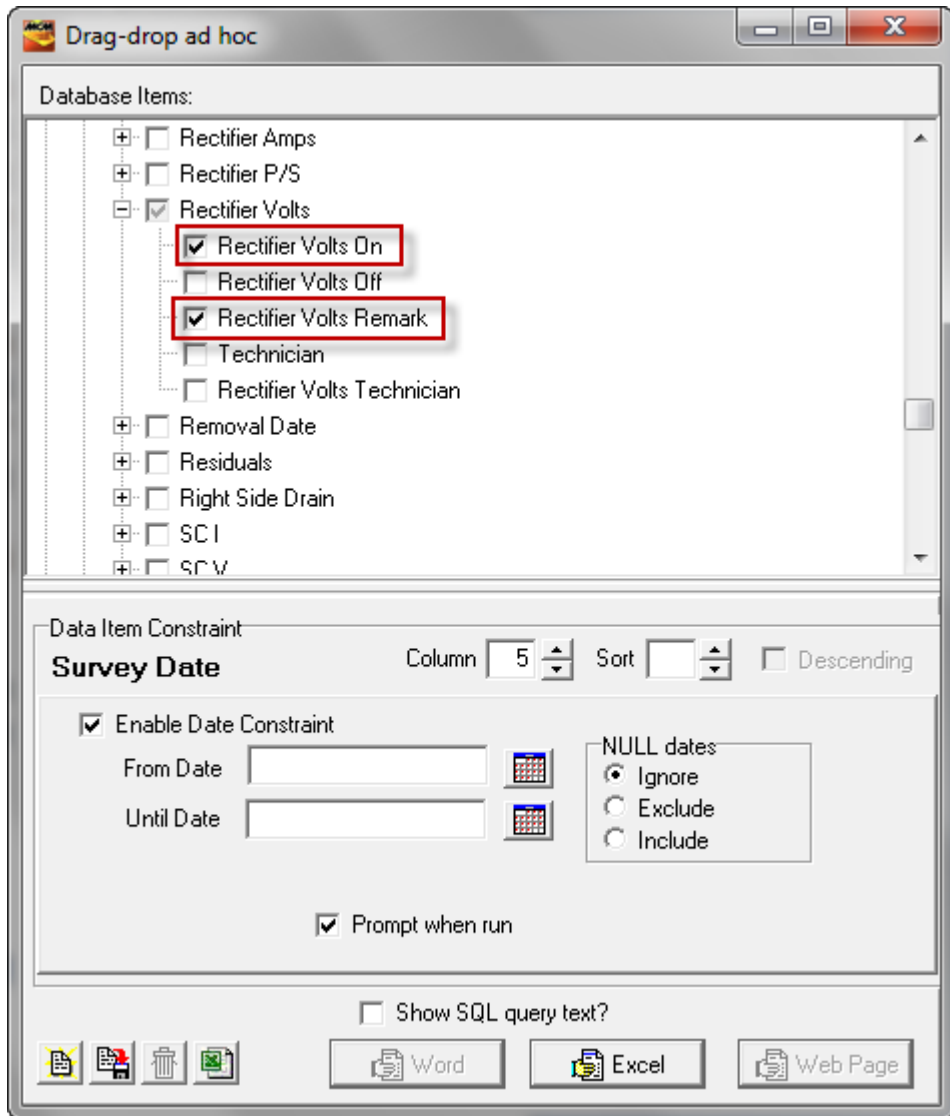 MCM
Drag-drop ad hoc
Database Items:
Rectifier Amps
Rectifier P/S
Rectifier Volts
Rectifier Volts On
Rectifier Volts Off
Rectifier Volts Remark
Technician
Rectifier Volts Technician
Removal Date
Residuals
Right Side Drain
SC I
SC V
Data Item Constraint
Survey Date Column 5 Sort Descending
Enable Date Constraint
NULL dates
From Date Ignore
Until Date Exclude
Include
Prompt when run
Show SQL query text?
Word Excel Web Page